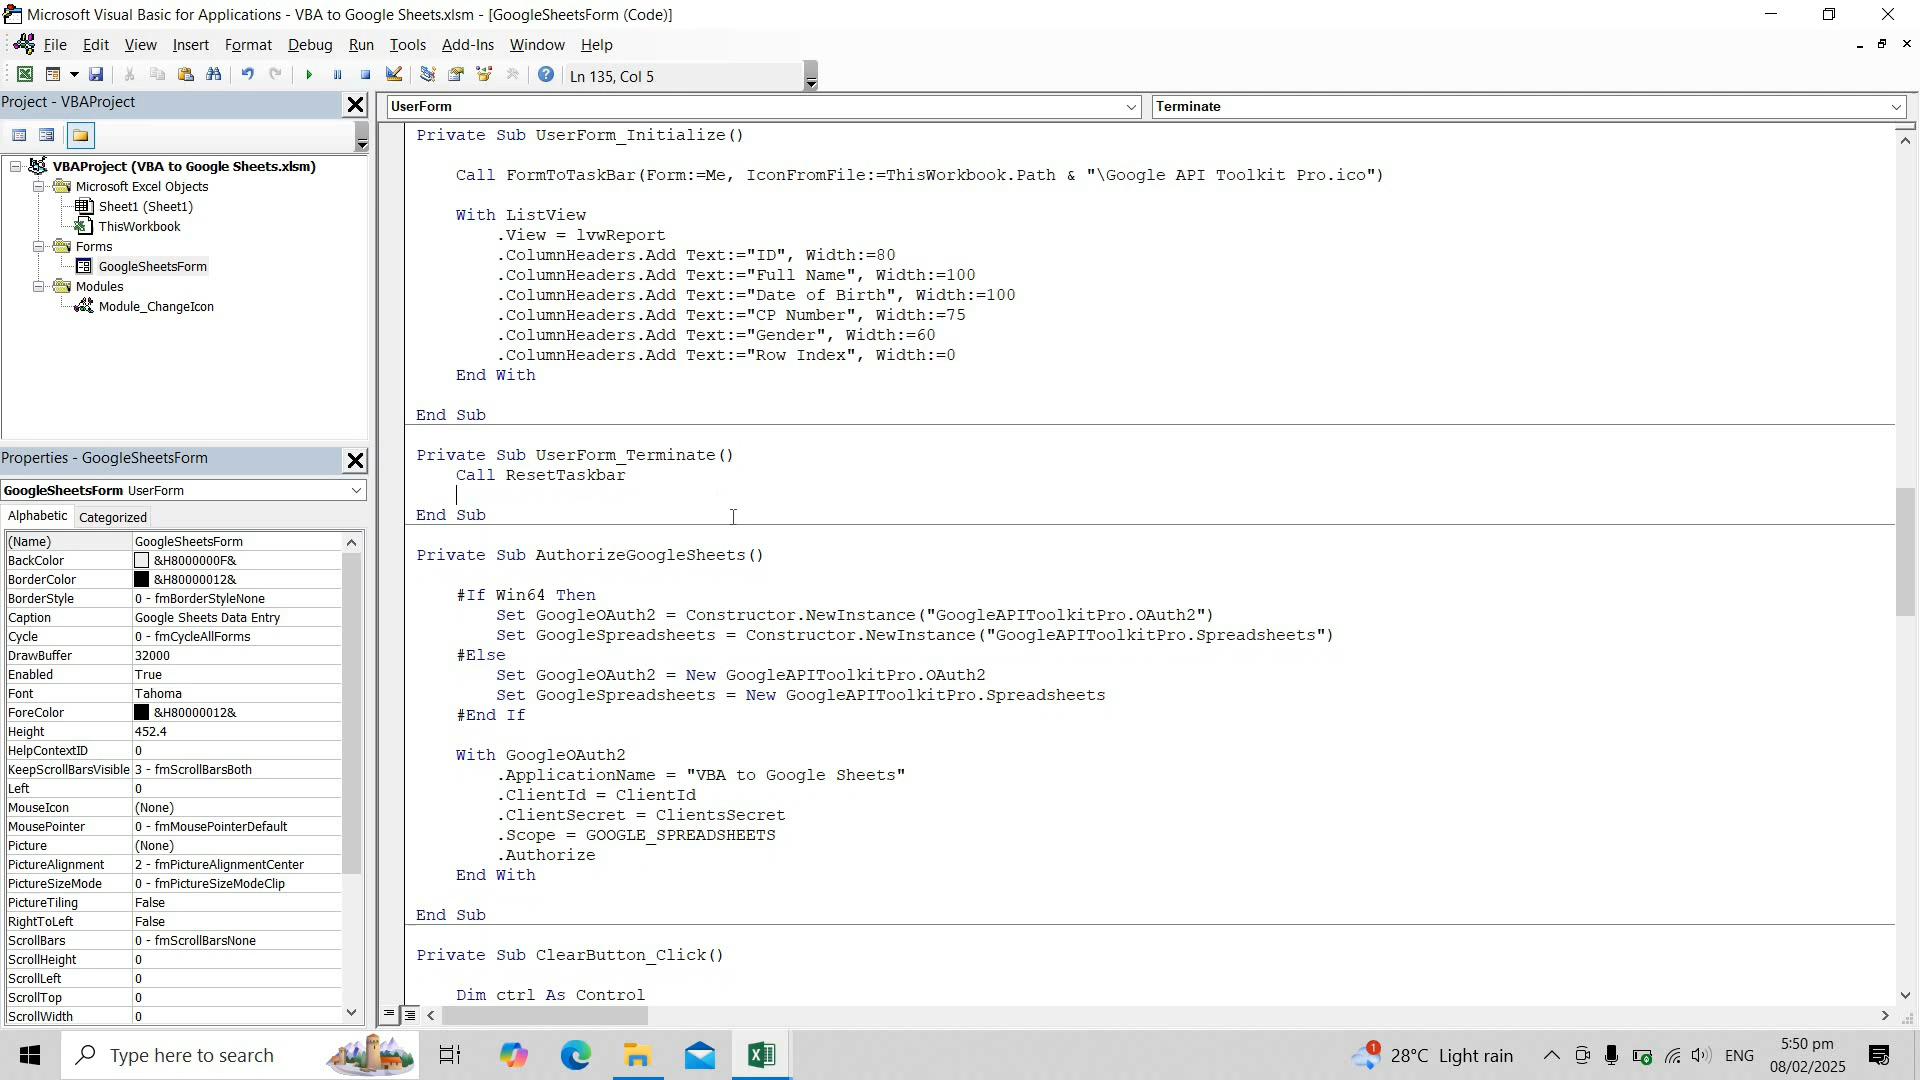 Microsoft Visual Basic for Applications - VBA to Google Sheets.xlsm - [GoogleSheetsForm (Code)]
File Edit View Insert Format Debug Run Tools Add-Ins Window Help
Ln 135, Col 5
Project - VBAProject
VBAProject (VBA to Google Sheets.xlsm)
Microsoft Excel Objects
Sheet1 (Sheet1)
ThisWorkbook
Forms
GoogleSheetsForm
Modules
Module_ChangeIcon
Properties - GoogleSheetsForm
GoogleSheetsForm UserForm
Alphabetic Categorized
(Name) GoogleSheetsForm
BackColor &H8000000F&
BorderColor &H80000012&
BorderStyle 0 - fmBorderStyleNone
Caption Google Sheets Data Entry
Cycle 0 - fmCycleAllForms
DrawBuffer 32000
Enabled True
Font Tahoma
ForeColor &H80000012&
Height 452.4
HelpContextID 0
KeepScrollBarsVisible 3 - fmScrollBarsBoth
Left 0
MouseIcon (None)
MousePointer 0 - fmMousePointerDefault
Picture (None)
PictureAlignment 2 - fmPictureAlignmentCenter
PictureSizeMode 0 - fmPictureSizeModeClip
PictureTiling False
RightToLeft False
ScrollBars 0 - fmScrollBarsNone
ScrollHeight 0
ScrollLeft 0
ScrollTop 0
ScrollWidth 0
UserForm Terminate
Private Sub UserForm_Initialize()
Call FormToTaskBar(Form:=Me, IconFromFile:=ThisWorkbook.Path & "\Google API Toolkit Pro.ico")
With ListView
.View = lvwReport
.ColumnHeaders.Add Text:="ID", Width:=80
.ColumnHeaders.Add Text:="Full Name", Width:=100
.ColumnHeaders.Add Text:="Date of Birth", Width:=100
.ColumnHeaders.Add Text:="CP Number", Width:=75
.ColumnHeaders.Add Text:="Gender", Width:=60
.ColumnHeaders.Add Text:="Row Index", Width:=0
End With
End Sub
Private Sub UserForm_Terminate()
Call ResetTaskbar
End Sub
Private Sub AuthorizeGoogleSheets()
#If Win64 Then
Set GoogleOAuth2 = Constructor.NewInstance("GoogleAPIToolkitPro.OAuth2")
Set GoogleSpreadsheets = Constructor.NewInstance("GoogleAPIToolkitPro.Spreadsheets")
#Else
Set GoogleOAuth2 = New GoogleAPIToolkitPro.OAuth2
Set GoogleSpreadsheets = New GoogleAPIToolkitPro.Spreadsheets
#End If
With GoogleOAuth2
.ApplicationName = "VBA to Google Sheets"
.ClientId = ClientId
.ClientSecret = ClientsSecret
.Scope = GOOGLE_SPREADSHEETS
.Authorize
End With
End Sub
Private Sub ClearButton_Click()
Dim ctrl As Control
Type here to search
1
28°C Light rain
ENG
5:50 pm
08/02/2025